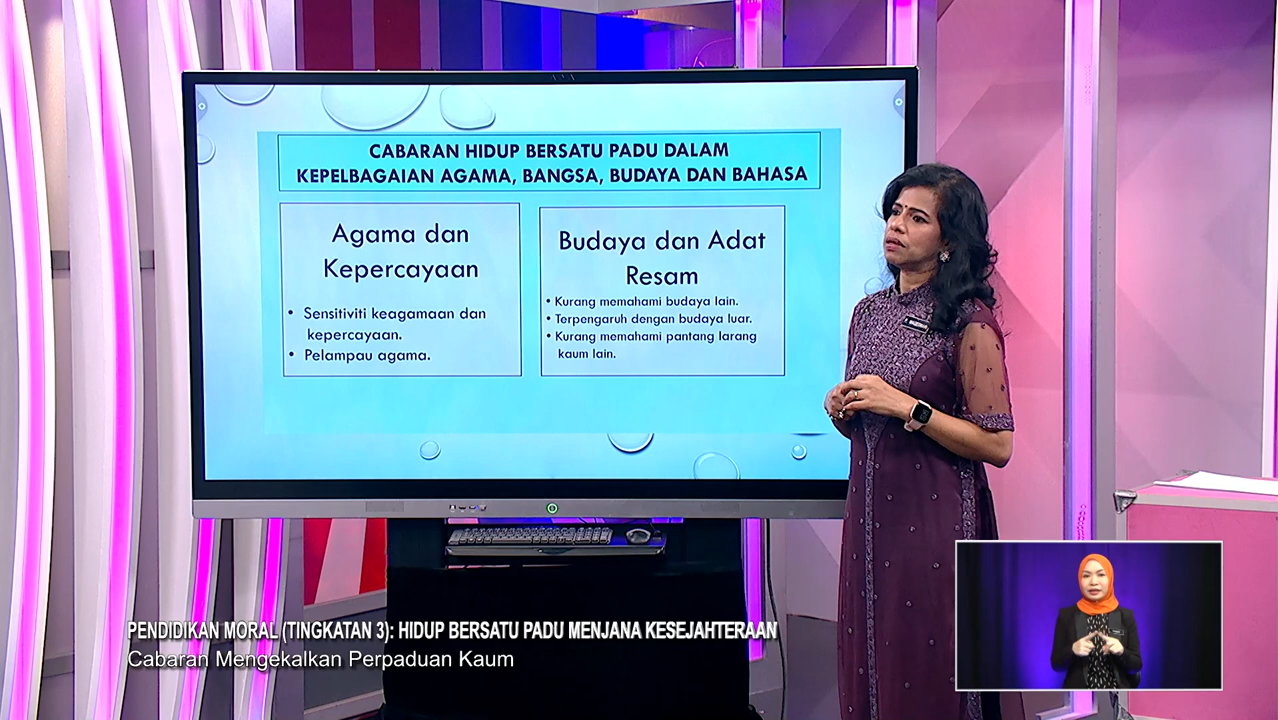 CABARAN HIDUP BERSATU PADU DALAM
KEPELBAGAIAN AGAMA, BANGSA, BUDAYA DAN BAHASA
Agama dan
Kepercayaan
• Sensitiviti keagamaan dan
kepercayaan.
• Pelampau agama.
Budaya dan Adat
Resam
• Kurang memahami budaya lain.
• Terpengaruh dengan budaya luar.
• Kurang memahami pantang larang
kaum lain.
PENDIDIKAN MORAL (TINGKATAN 3): HIDUP BERSATU PADU MENJANA KESEJAHTERAAN
Cabaran Mengekalkan Perpaduan Kaum